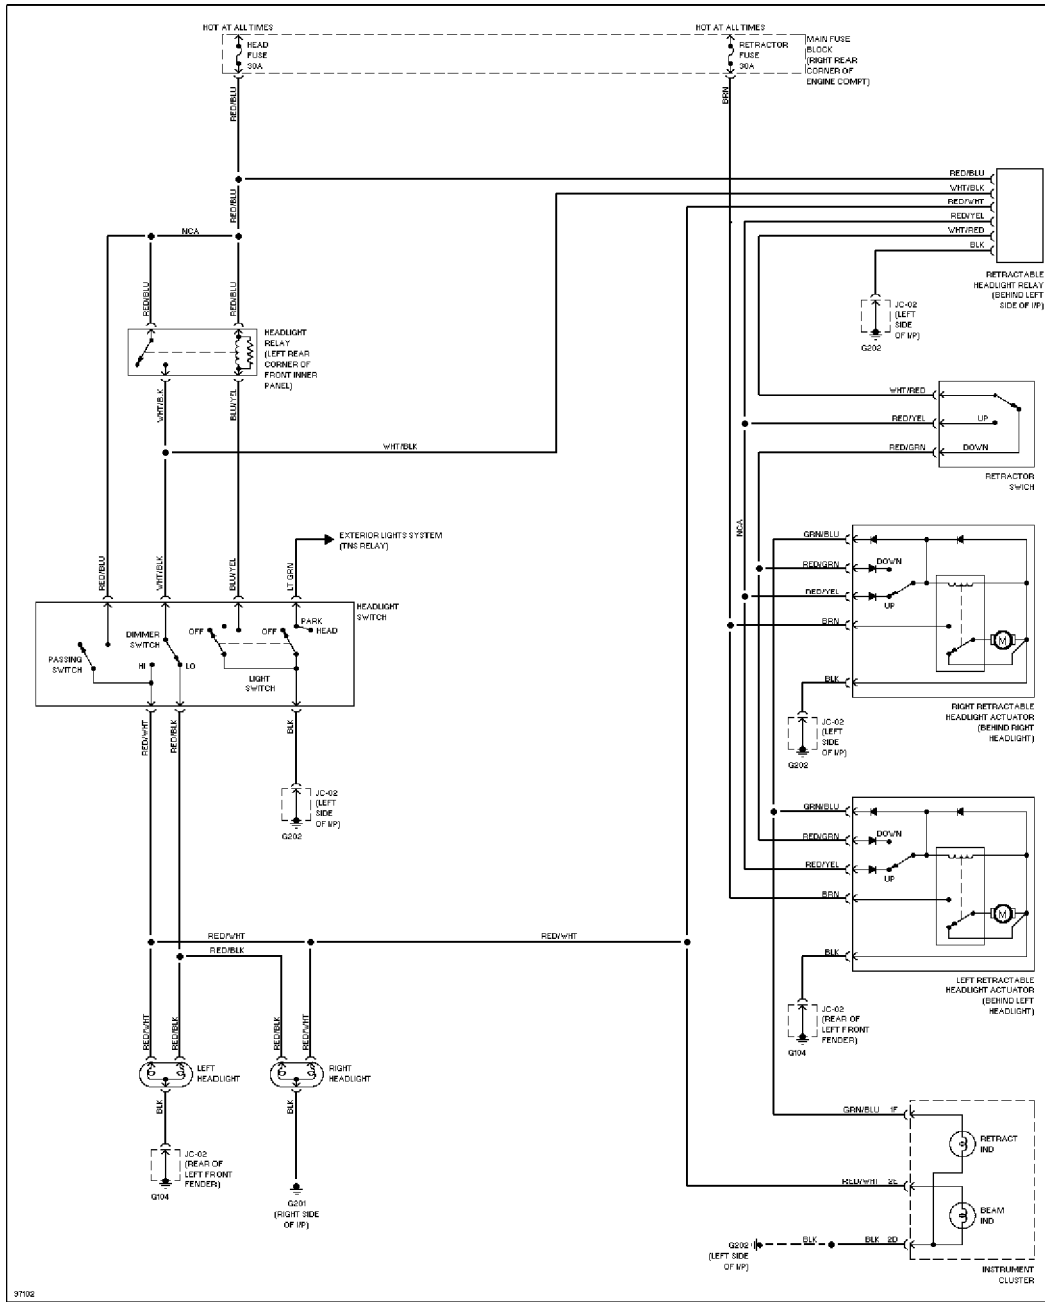 HOT AT ALL TIMES
HOT AT ALL TIMES
HEAD
FUSE
30A
RETRACTOR
FUSE
30A
MAIN FUSE
BLOCK
(RIGHT REAR
CORNER OF
ENGINE COMPT)
RED/BLU
BRN
RED/BLU
WHT/BLK
RED/WHT
RED/YEL
WHT/RED
BLK
RED/BLU
NCA
RETRACTABLE
HEADLIGHT RELAY
(BEHIND LEFT
SIDE OF I/P)
JC-02
(LEFT
SIDE
OF I/P)
G202
RED/BLU
RED/BLU
HEADLIGHT
RELAY
(LEFT REAR
CORNER OF
FRONT INNER
PANEL)
WHT/BLK
BLU/YEL
WHT/RED
RED/YEL
UP
RED/GRN
DOWN
RETRACTOR
SWICH
WHT/BLK
NCA
EXTERIOR LIGHTS SYSTEM
(TNS RELAY)
RED/BLU
WHT/BLK
BLU/YEL
LT GRN
GRN/BLU
RED/GRN
DOWN
RED/YEL
UP
BRN
M
BLK
RIGHT RETRACTABLE
HEADLIGHT ACTUATOR
(BEHIND RIGHT
HEADLIGHT)
JC-02
(LEFT
SIDE
OF I/P)
G202
HEADLIGHT
SWITCH
PARK
HEAD
OFF
OFF
DIMMER
SWITCH
PASSING
SWITCH
HI
LO
LIGHT
SWITCH
RED/WHT
RED/BLK
BLK
JC-02
(LEFT
SIDE
OF I/P)
G202
GRN/BLU
RED/GRN
DOWN
RED/YEL
UP
BRN
M
BLK
LEFT RETRACTABLE
HEADLIGHT ACTUATOR
(BEHIND LEFT
HEADLIGHT)
JC-02
(REAR OF
LEFT FRONT
FENDER)
G104
RED/WHT
RED/WHT
RED/BLK
RED/WHT
RED/BLK
RED/BLK
RED/WHT
LEFT
HEADLIGHT
RIGHT
HEADLIGHT
BLK
BLK
JC-02
(REAR OF
LEFT FRONT
FENDER)
G104
G201
(RIGHT SIDE
OF I/P)
GRN/BLU 1F
RETRACT
IND
RED/WHT 2E
BEAM
IND
G202
(LEFT SIDE
OF I/P)
BLK
BLK 2D
INSTRUMENT
CLUSTER
97102